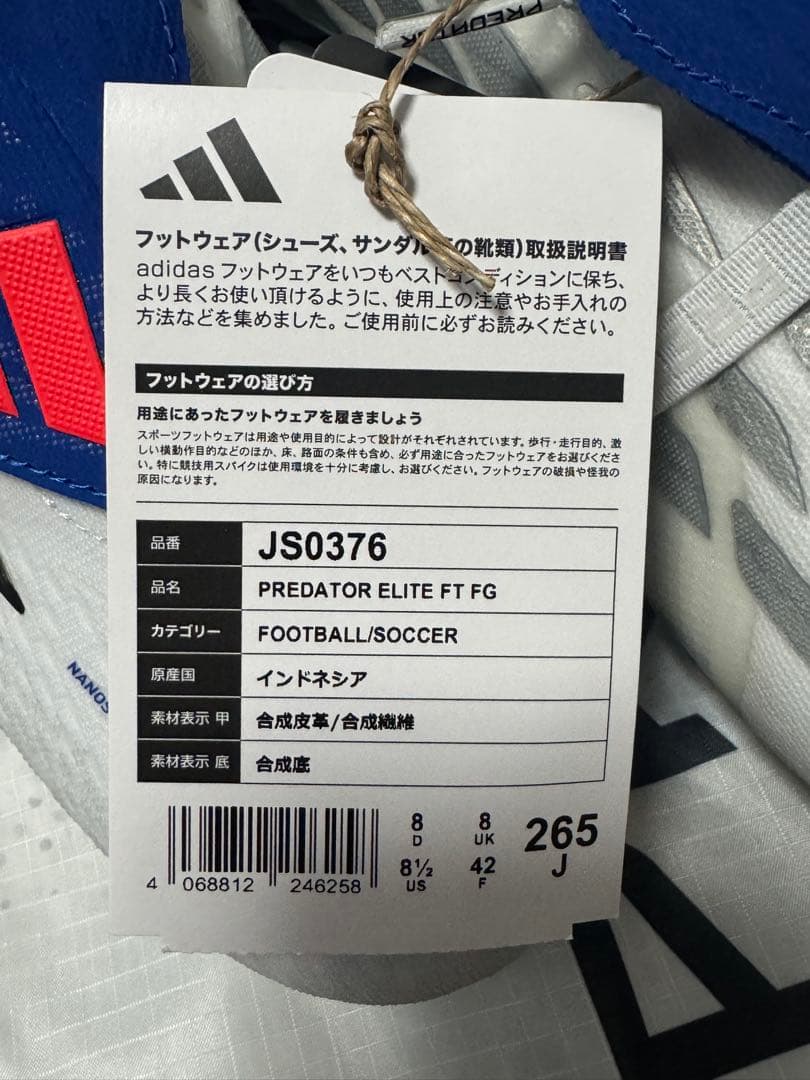 PREDATOR
フットウェア(シューズ、サンダル等の靴類)取扱説明書
adidas フットウェアをいつもベストコンディションに保ち、
より長くお使い頂けるように、使用上の注意やお手入れの
方法などを集めました。ご使用前に必ずお読みください。
フットウェアの選び方
用途にあったフットウェアを履きましょう
スポーツフットウェアは用途や使用目的によって設計がそれぞれされています。歩行・走行目的、激
しい横動作目的などのほか、床、路面の条件も含め、必ず用途に合ったフットウェアをお選びくださ
い。特に競技用スパイクは使用環境を十分に考慮し、お選びください。フットウェアの破損や怪我の
原因になります。
品番 JS0376
品名 PREDATOR ELITE FT FG
カテゴリー FOOTBALL/SOCCER
原産国 インドネシア
素材表示 甲 合成皮革/合成繊維
素材表示 底 合成底
8 8 265
D UK J
8½ 42
US F
4 068812 246258